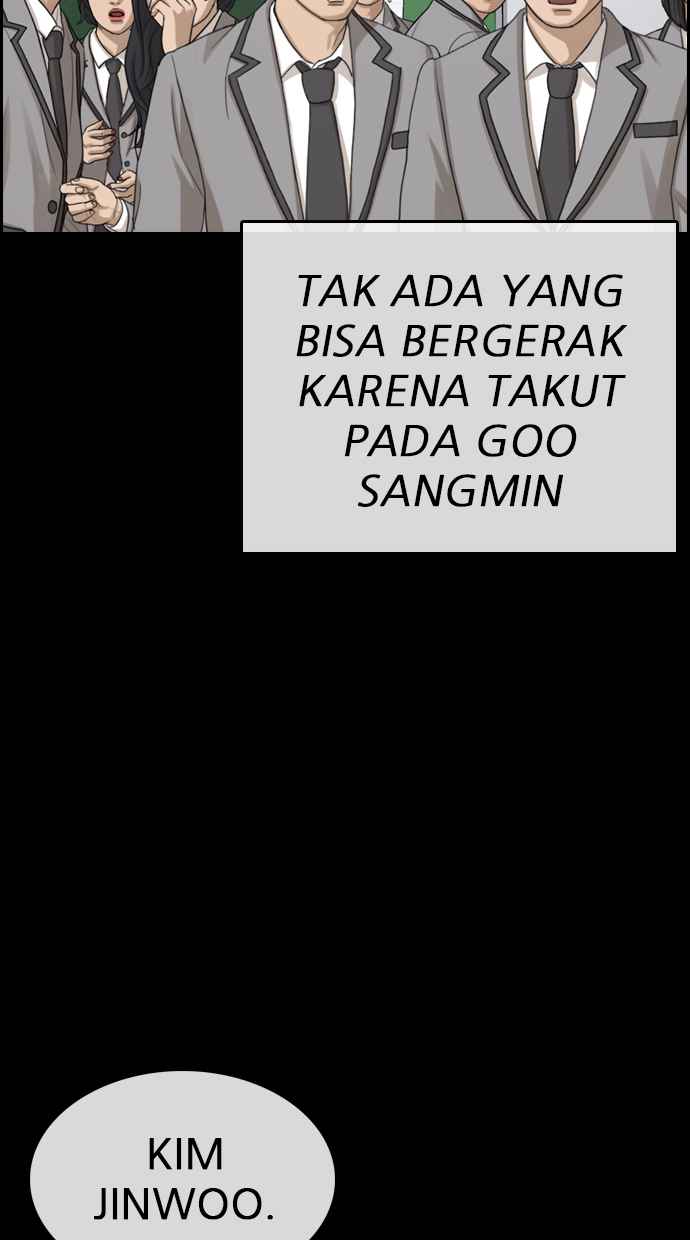 TAK ADA YANG
BISA BERGERAK
KARENA TAKUT
PADA GOO
SANGMIN
KIM
JINWOO.